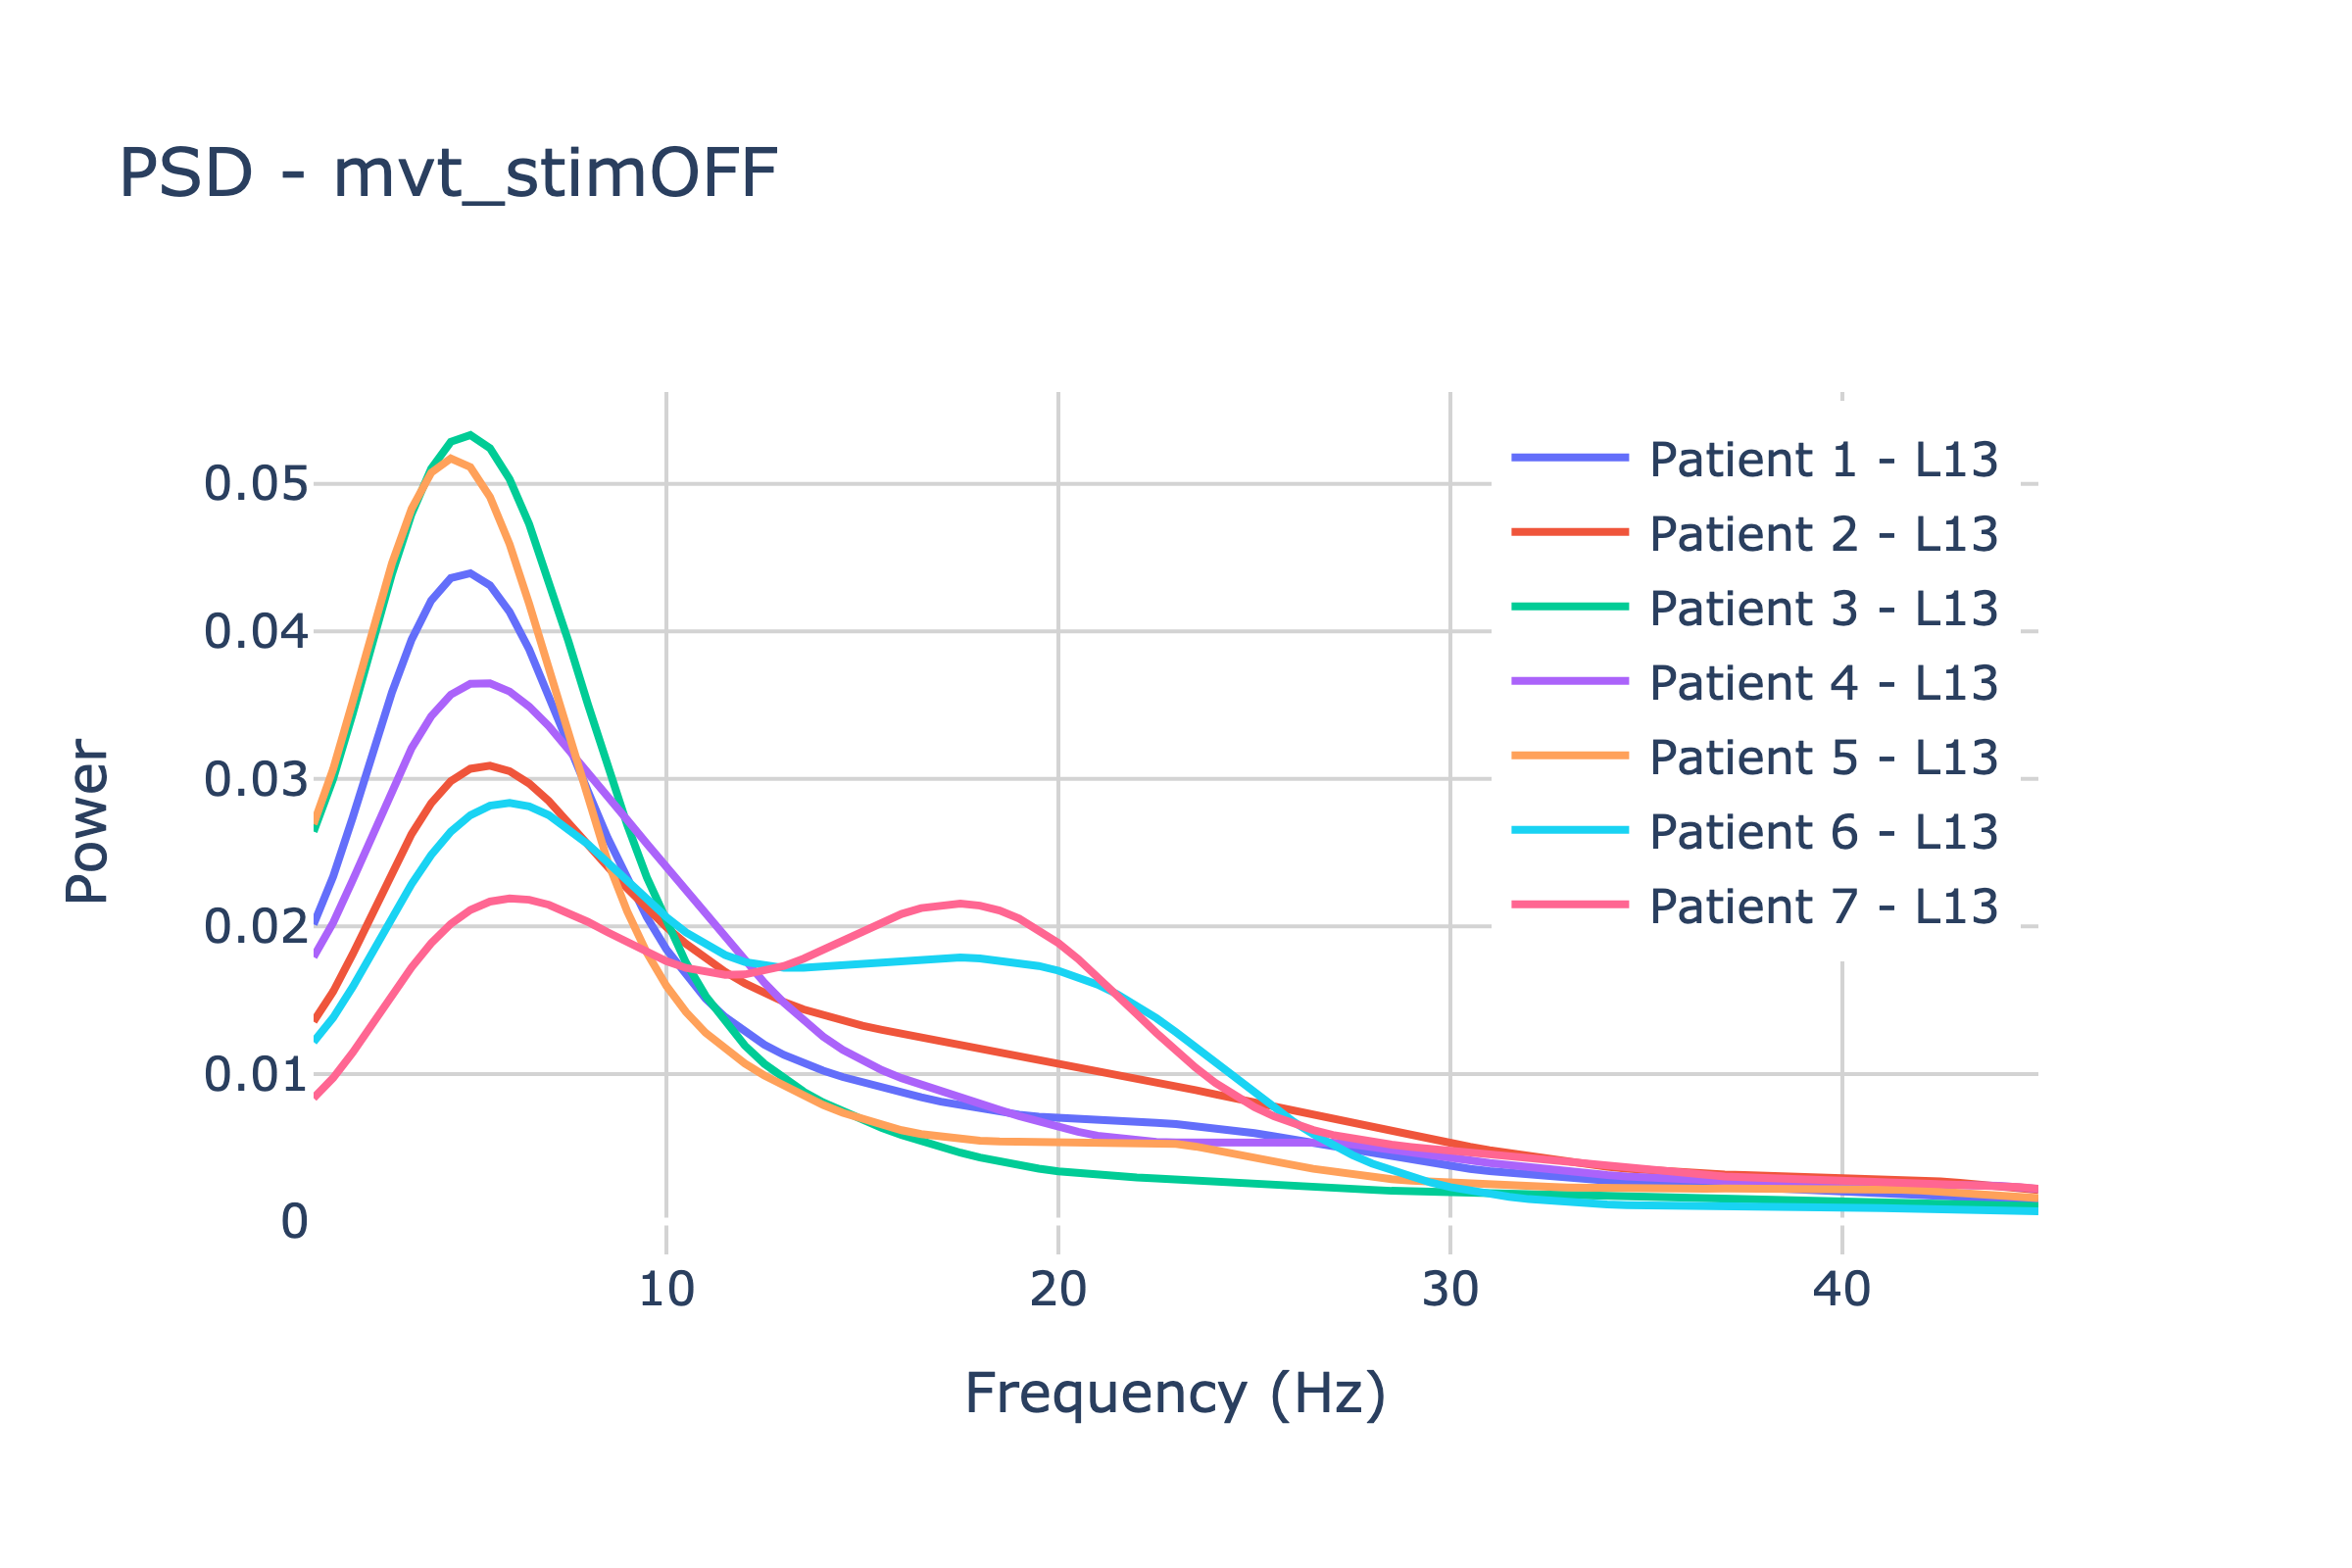 PSD - mvt_stimOFF
Patient 1 - L13
Patient 2 - L13
Patient 3 - L13
Patient 4 - L13
Patient 5 - L13
Patient 6 - L13
Patient 7 - L13
Power
0.05
0.04
0.03
0.02
0.01
0
10 20 30 40
Frequency (Hz)